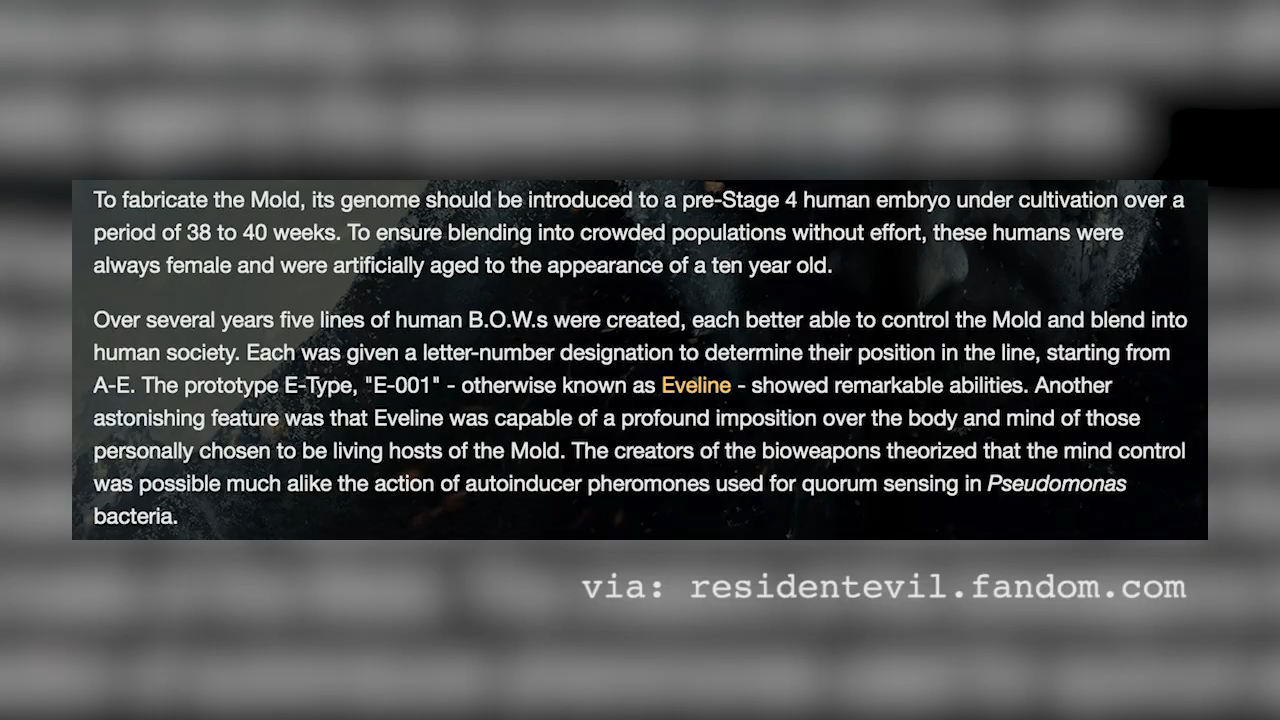 To fabricate the Mold, its genome should be introduced to a pre-Stage 4 human embryo under cultivation over a
period of 38 to 40 weeks. To ensure blending into crowded populations without effort, these humans were
always female and were artificially aged to the appearance of a ten year old.
Over several years five lines of human B.O.W.s were created, each better able to control the Mold and blend into
human society. Each was given a letter-number designation to determine their position in the line, starting from
A-E. The prototype E-Type, "E-001" - otherwise known as Eveline - showed remarkable abilities. Another
astonishing feature was that Eveline was capable of a profound imposition over the body and mind of those
personally chosen to be living hosts of the Mold. The creators of the bioweapons theorized that the mind control
was possible much alike the action of autoinducer pheromones used for quorum sensing in Pseudomonas
bacteria.
via: residentevil.fandom.com